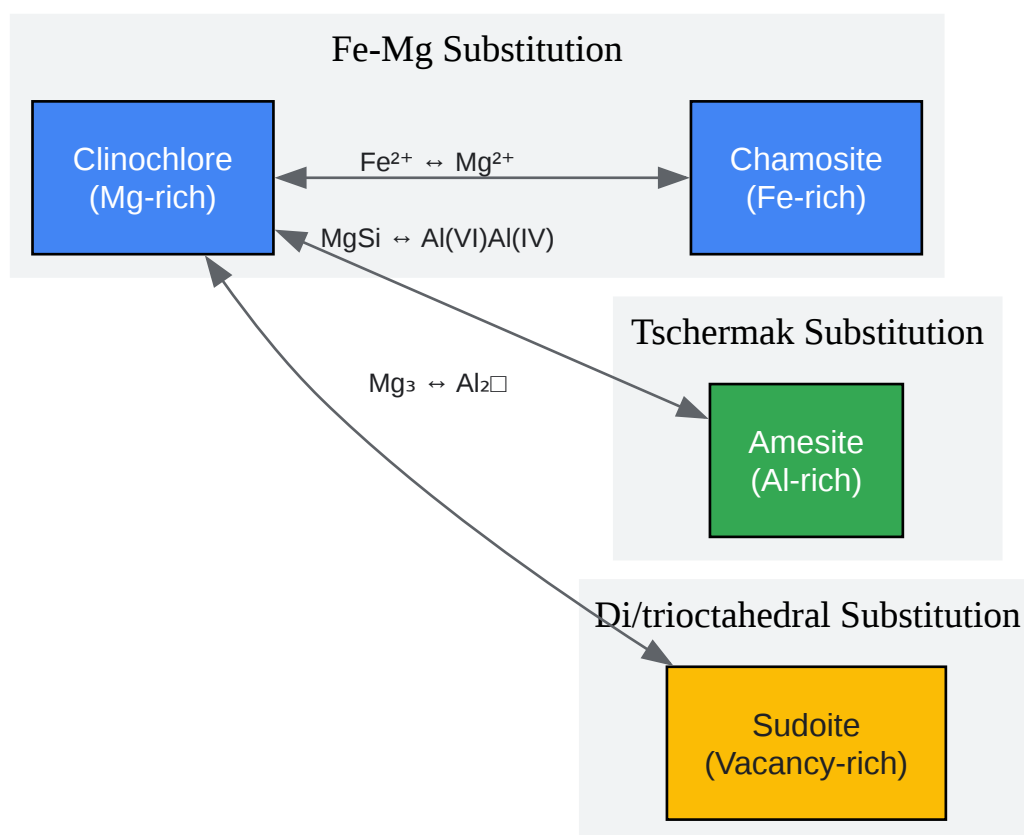 Fe-Mg Substitution
Clinochlore
(Mg-rich)
Fe²⁺ ↔ Mg²⁺
Chamosite
(Fe-rich)
MgSi ↔ Al(VI)Al(IV)
Tschermak Substitution
Mg₃ ↔ Al₂□
Amesite
(Al-rich)
Di/trioctahedral Substitution
Sudoite
(Vacancy-rich)